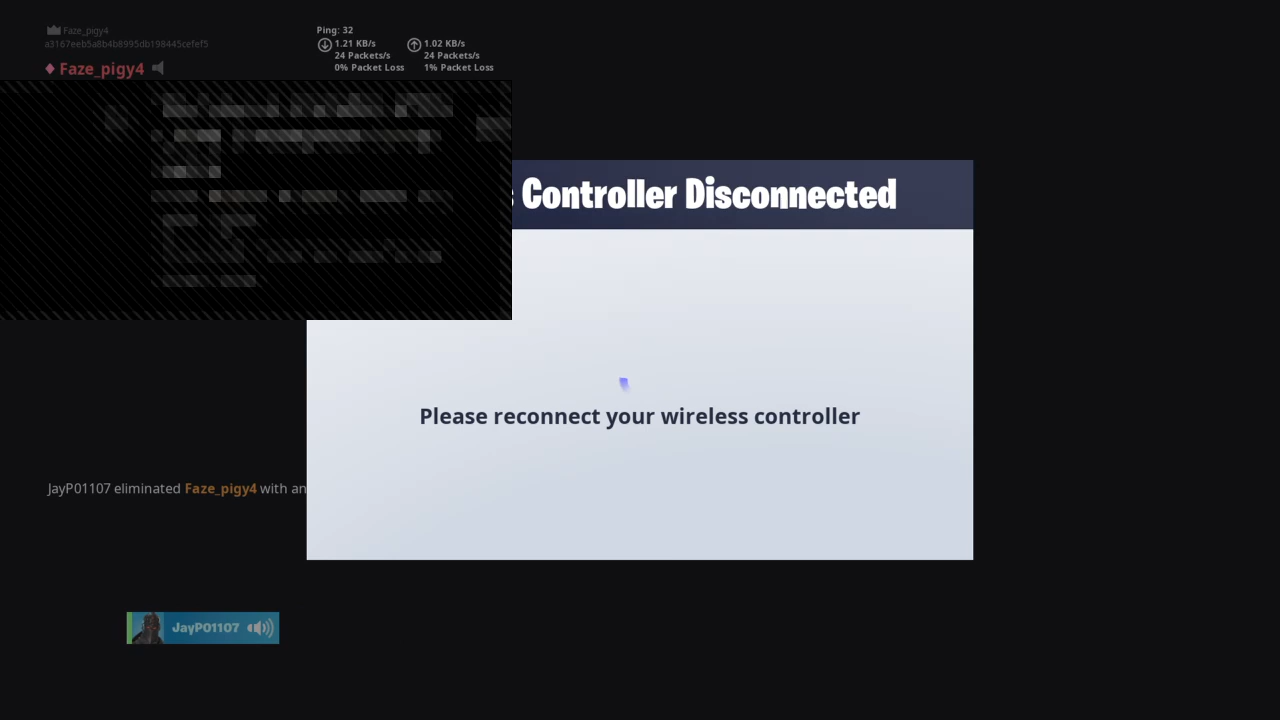 Faze_pigy4
a3167eeb5a8b4b8995db198445cefef5
Faze_pigy4
Ping: 32
1.21 KB/s
1.02 KB/s
24 Packets/s
24 Packets/s
0% Packet Loss
1% Packet Loss
Controller Disconnected
Please reconnect your wireless controller
JayP01107 eliminated Faze_pigy4 with an
JayP01107